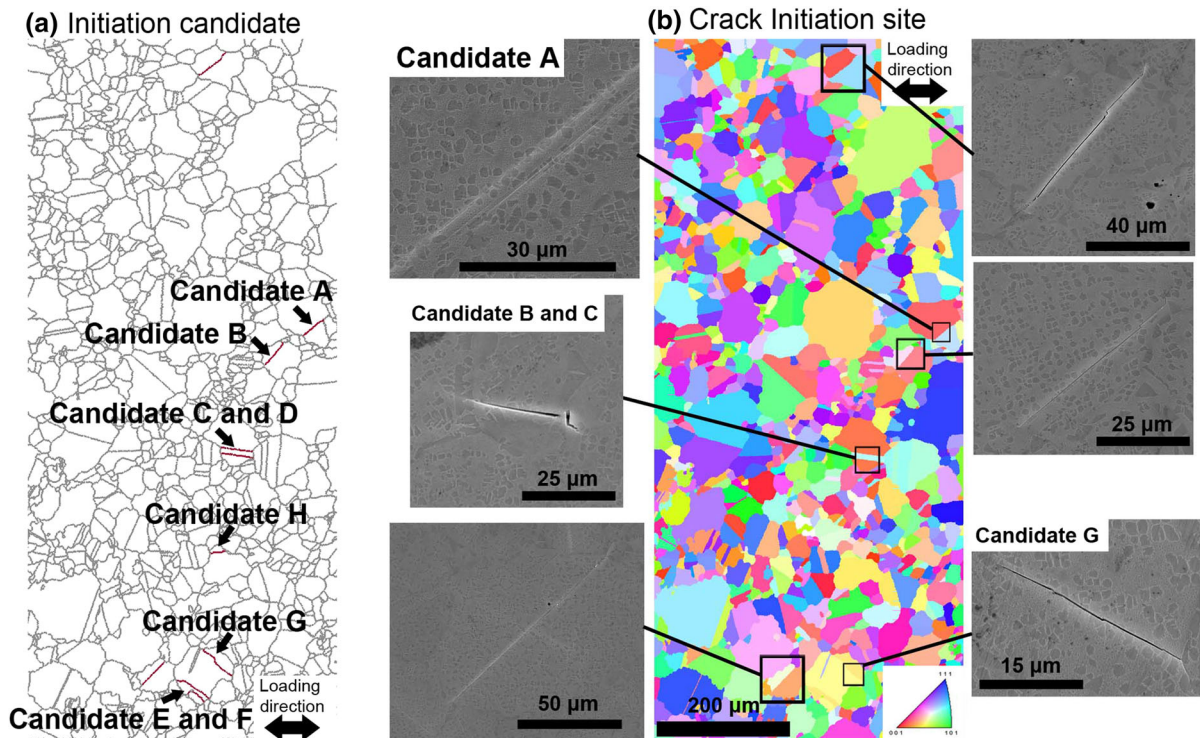 (a) Initiation candidate
Candidate A
Candidate B
Candidate C and D
Candidate H
Candidate G
Candidate E and F
Loading
direction
Candidate A
30 µm
Candidate B and C
25 µm
50 µm
(b) Crack Initiation site
Loading
direction
200 µm
111
001
101
40 µm
25 µm
Candidate G
15 µm